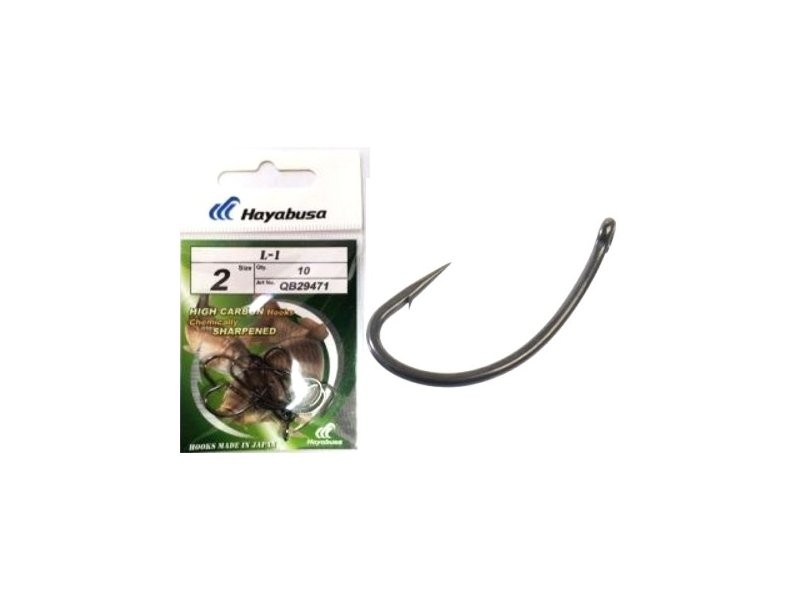 Hayabusa
L-1
2 Size Qty. 10
Art No. QB29471
HIGH CARBON Hooks
Chemically
SHARPENED
HOOKS MADE IN JAPAN
Hayabusa